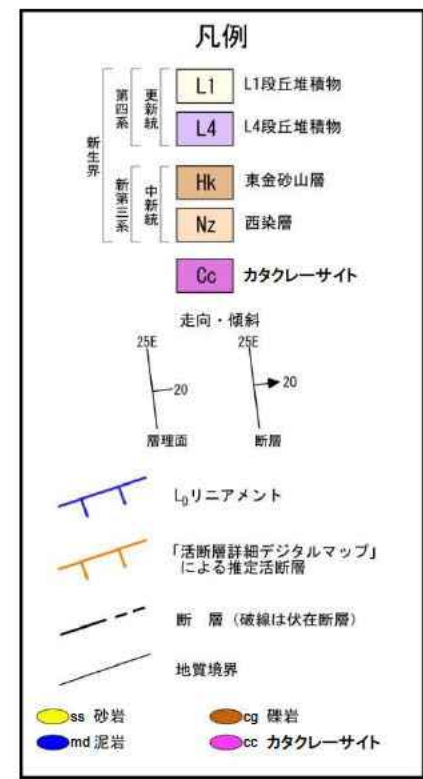 凡例
新生界
第四系
更新統
L1 L1段丘堆積物
L4 L4段丘堆積物
新第三系
中新統
Hk 東金砂山層
Nz 西染層
Cc カタクレーサイト
走向・傾斜
25E 25E
20 20
層理面 断層
LDリニアメント
「活断層詳細デジタルマップ」
による推定活断層
断 層（破線は伏在断層）
地質境界
ss 砂岩 cg 礫岩
md 泥岩 cc カタクレーサイト